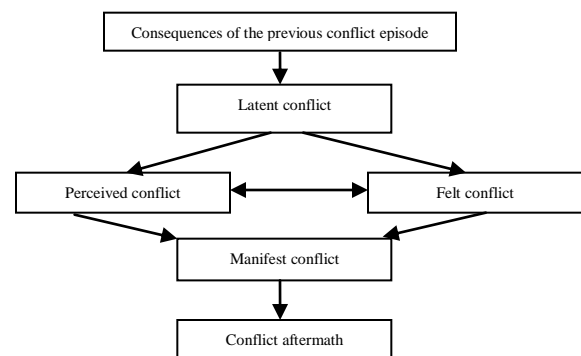 Consequences of the previous conflict episode
Latent conflict
Perceived conflict
Felt conflict
Manifest conflict
Conflict aftermath